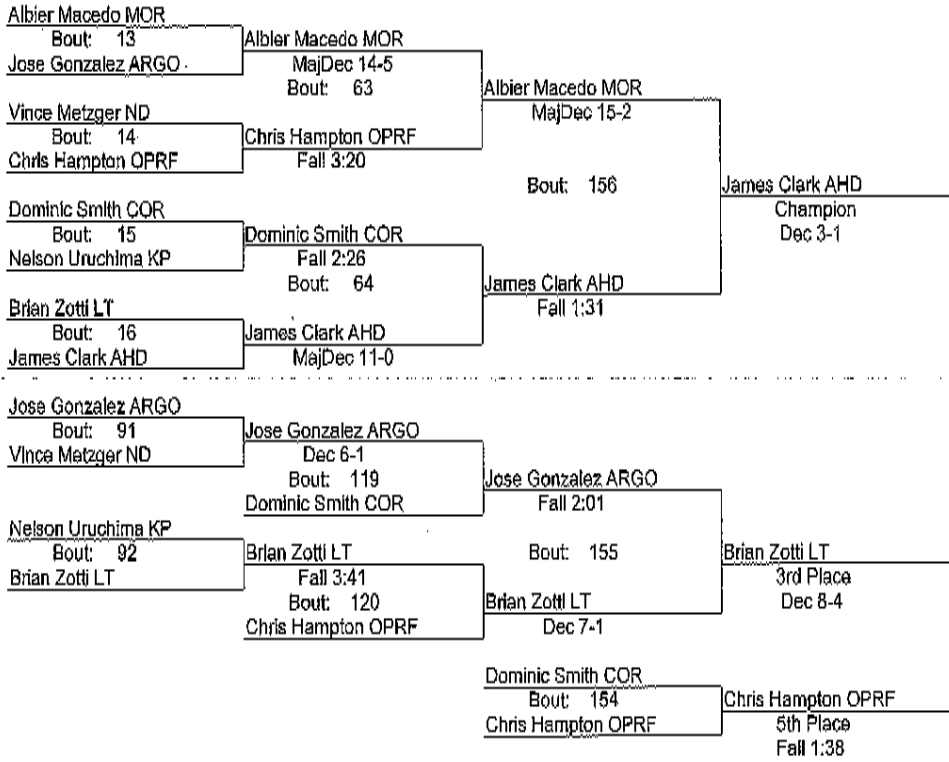 Albier Macedo MOR
Bout: 13
Jose Gonzalez ARGO
Albier Macedo MOR
MajDec 14-5
Bout: 63
Vince Metzger ND
Bout: 14
Chris Hampton OPRF
Chris Hampton OPRF
Fall 3:20
Albier Macedo MOR
MajDec 15-2
Bout: 156
Dominic Smith COR
Bout: 15
Nelson Uruchima KP
Dominic Smith COR
Fall 2:26
Bout: 64
Brian Zotti LT
Bout: 16
James Clark AHD
James Clark AHD
MajDec 11-0
James Clark AHD
Fall 1:31
James Clark AHD
Champion
Dec 3-1
Jose Gonzalez ARGO
Bout: 91
Vince Metzger ND
Jose Gonzalez ARGO
Dec 6-1
Bout: 119
Dominic Smith COR
Jose Gonzalez ARGO
Fall 2:01
Bout: 155
Nelson Uruchima KP
Bout: 92
Brian Zotti LT
Brian Zotti LT
Fall 3:41
Bout: 120
Chris Hampton OPRF
Brian Zotti LT
Dec 7-1
Brian Zotti LT
3rd Place
Dec 8-4
Dominic Smith COR
Bout: 154
Chris Hampton OPRF
Chris Hampton OPRF
5th Place
Fall 1:38